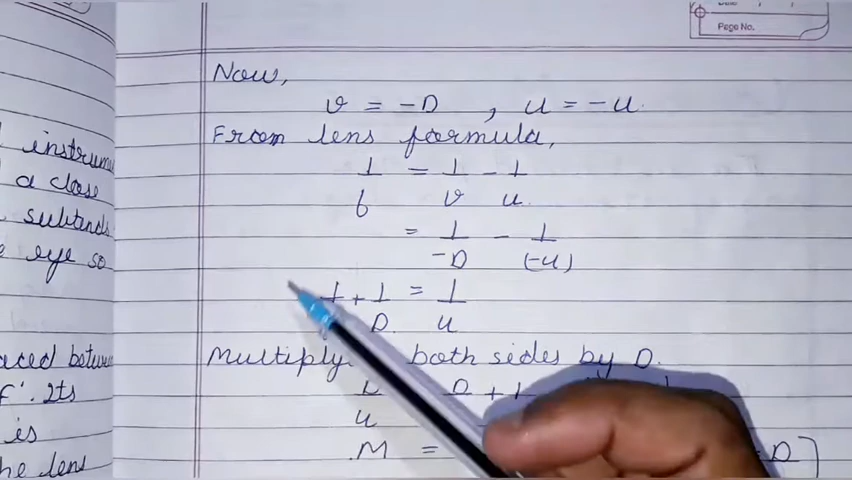 Page No.
Now,
v = -D , u = -u.
From lens formula,
1/f = 1/v - 1/u.
= 1/-D - 1/(-u)
+ 1/D. = 1/u
Multiply both sides by D.
u D + 1
M = - D]
instrum
a close
subtends
eye so
aced betwe
F'. Its
is
the lens